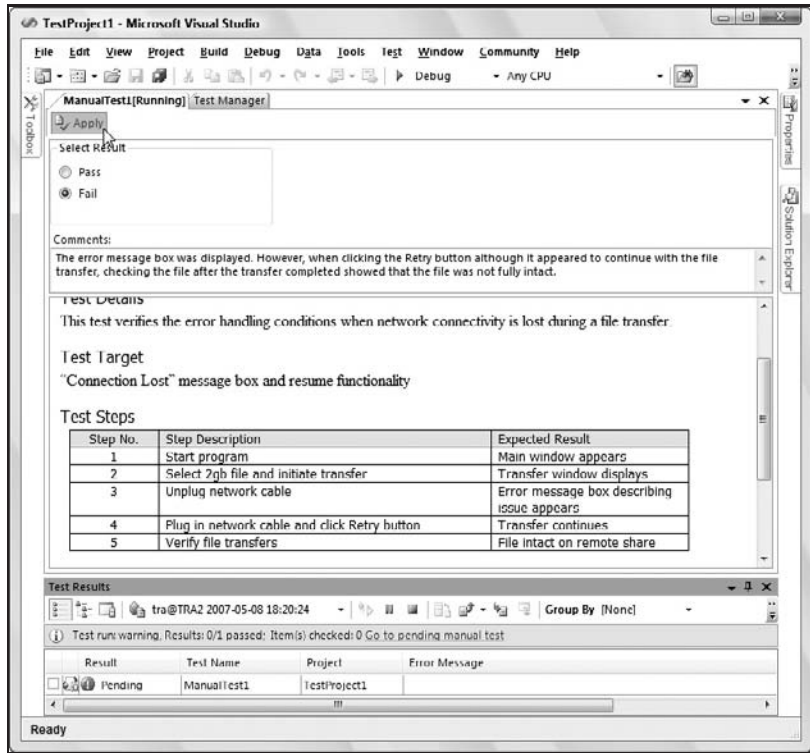 TestProject1 - Microsoft Visual Studio
File Edit View Project Build Debug Data Tools Test Window Community Help
Debug Any CPU
ManualTest1[Running] Test Manager
Toolbox
Properties
Solution Explorer
Apply
Select Result
Pass
Fail
Comments:
The error message box was displayed. However, when clicking the Retry button although it appeared to continue with the file
transfer, checking the file after the transfer completed showed that the file was not fully intact.
Test Details
This test verifies the error handling conditions when network connectivity is lost during a file transfer.
Test Target
"Connection Lost" message box and resume functionality
Test Steps
Step No. Step Description Expected Result
1 Start program Main window appears
2 Select 2gb file and initiate transfer Transfer window displays
3 Unplug network cable Error message box describing
issue appears
4 Plug in network cable and click Retry button Transfer continues
5 Verify file transfers File intact on remote share
Test Results
tra@TRA2 2007-05-08 18:20:24 Group By [None]
Test run: warning, Results: 0/1 passed; Item(s) checked: 0 Go to pending manual test
Result Test Name Project Error Message
Pending ManualTest1 TestProject1
Ready